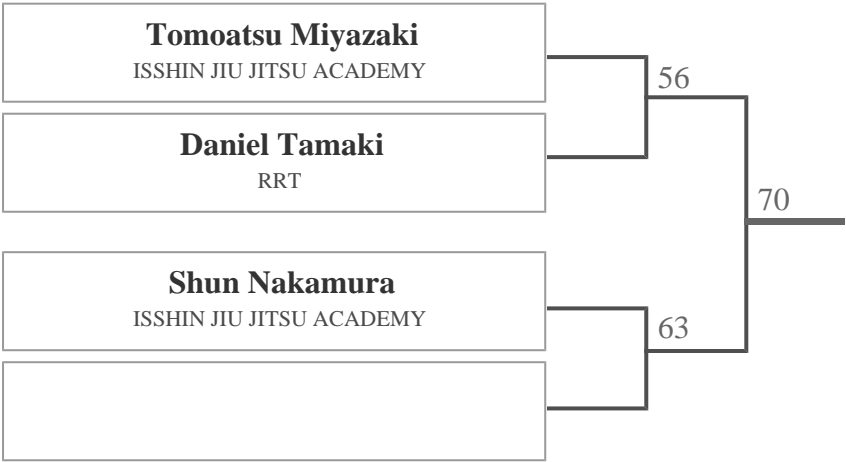 Tomoatsu Miyazaki
ISSHIN JIU JITSU ACADEMY
56
Daniel Tamaki
RRT
70
Shun Nakamura
ISSHIN JIU JITSU ACADEMY
63